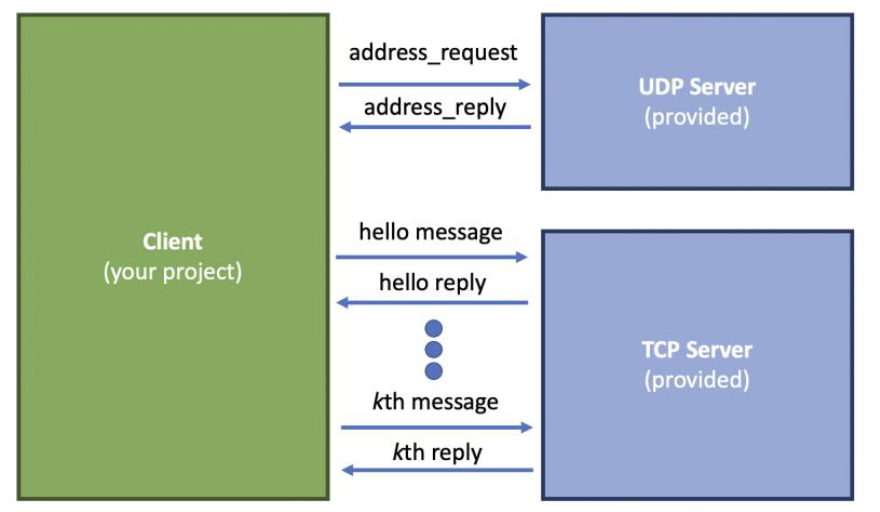 address_request
address_reply
UDP Server
(provided)
Client
(your project)
hello message
hello reply
TCP Server
(provided)
kth message
kth reply